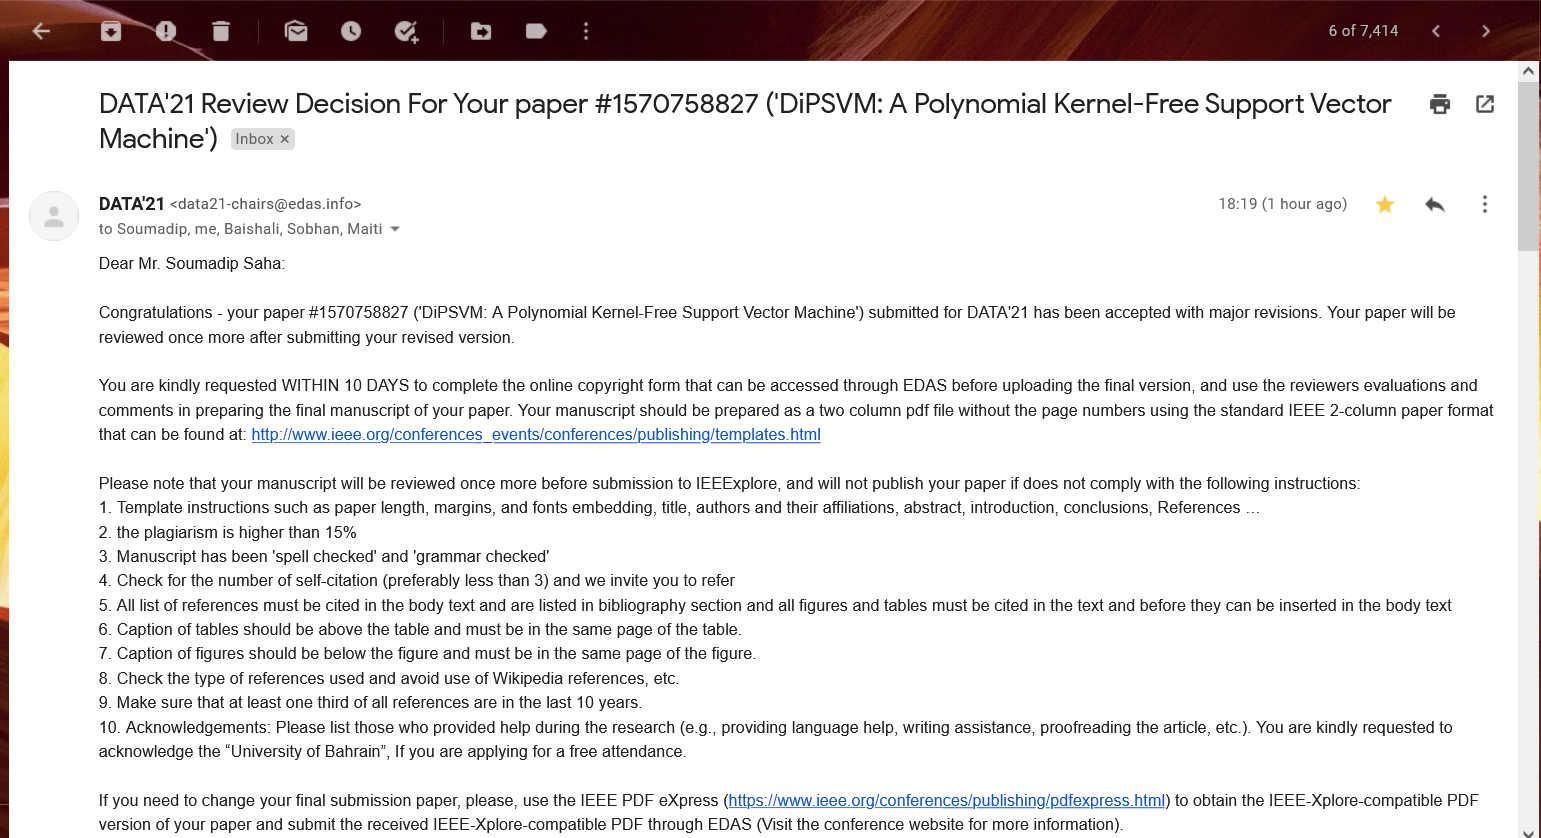 6 of 7,414
DATA'21 Review Decision For Your paper #1570758827 ('DiPSVM: A Polynomial Kernel-Free Support Vector
Machine') Inbox ×
DATA'21 <data21-chairs@edas.info>
18:19 (1 hour ago)
to Soumadip, me, Baishali, Sobhan, Maiti
Dear Mr. Soumadip Saha:
Congratulations - your paper #1570758827 ('DiPSVM: A Polynomial Kernel-Free Support Vector Machine') submitted for DATA'21 has been accepted with major revisions. Your paper will be
reviewed once more after submitting your revised version.
You are kindly requested WITHIN 10 DAYS to complete the online copyright form that can be accessed through EDAS before uploading the final version, and use the reviewers evaluations and
comments in preparing the final manuscript of your paper. Your manuscript should be prepared as a two column pdf file without the page numbers using the standard IEEE 2-column paper format
that can be found at: http://www.ieee.org/conferences_events/conferences/publishing/templates.html
Please note that your manuscript will be reviewed once more before submission to IEEExplore, and will not publish your paper if does not comply with the following instructions:
1. Template instructions such as paper length, margins, and fonts embedding, title, authors and their affiliations, abstract, introduction, conclusions, References …
2. the plagiarism is higher than 15%
3. Manuscript has been 'spell checked' and 'grammar checked'
4. Check for the number of self-citation (preferably less than 3) and we invite you to refer
5. All list of references must be cited in the body text and are listed in bibliography section and all figures and tables must be cited in the text and before they can be inserted in the body text
6. Caption of tables should be above the table and must be in the same page of the table.
7. Caption of figures should be below the figure and must be in the same page of the figure.
8. Check the type of references used and avoid use of Wikipedia references, etc.
9. Make sure that at least one third of all references are in the last 10 years.
10. Acknowledgements: Please list those who provided help during the research (e.g., providing language help, writing assistance, proofreading the article, etc.). You are kindly requested to
acknowledge the “University of Bahrain”, If you are applying for a free attendance.
If you need to change your final submission paper, please, use the IEEE PDF eXpress (https://www.ieee.org/conferences/publishing/pdfexpress.html) to obtain the IEEE-Xplore-compatible PDF
version of your paper and submit the received IEEE-Xplore-compatible PDF through EDAS (Visit the conference website for more information).